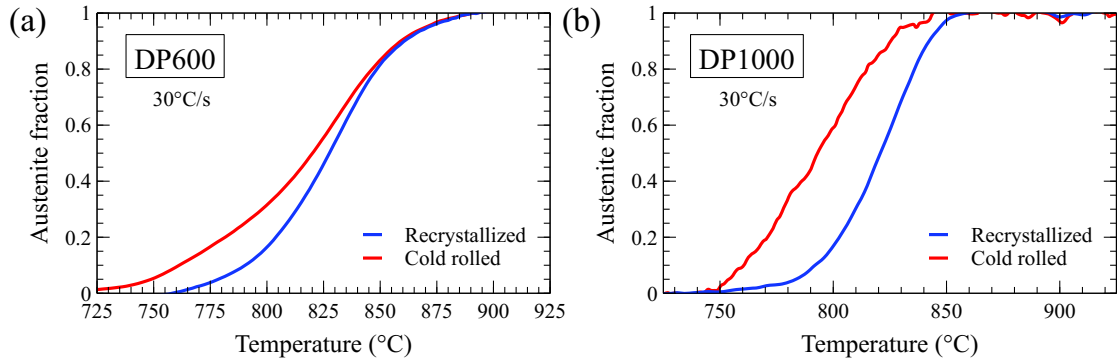 (a)
DP600
30°C/s
Austenite fraction
1
0.8
0.6
0.4
0.2
0
725 750 775 800 825 850 875 900 925
Temperature (°C)
Recrystallized
Cold rolled
(b)
DP1000
30°C/s
Austenite fraction
1
0.8
0.6
0.4
0.2
0
750 800 850 900
Temperature (°C)
Recrystallized
Cold rolled